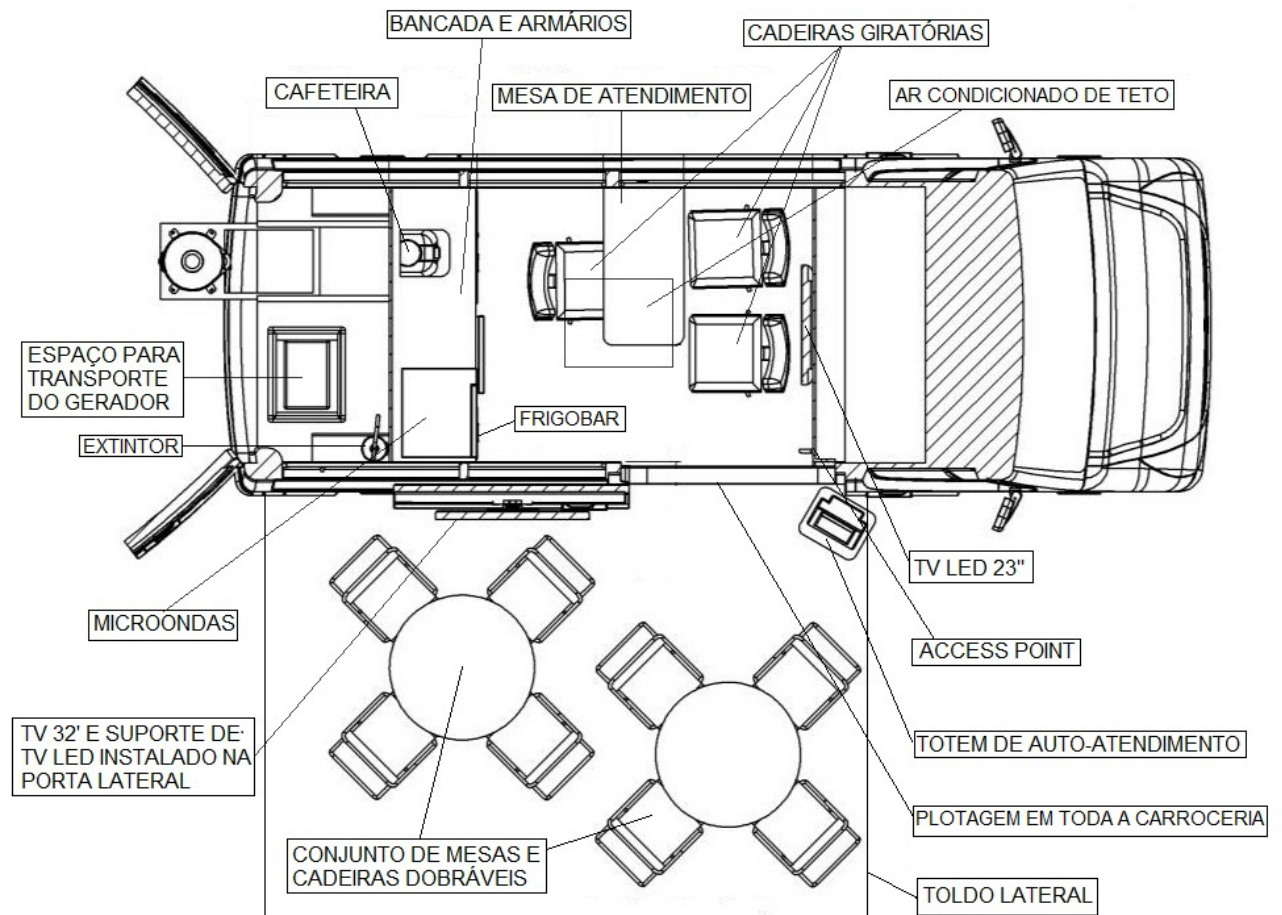 BANCADA E ARMÁRIOS
CADEIRAS GIRATÓRIAS
CAFETEIRA
MESA DE ATENDIMENTO
AR CONDICIONADO DE TETO
ESPAÇO PARA
TRANSPORTE
DO GERADOR
EXTINTOR
FRIGOBAR
TV LED 23"
MICROONDAS
ACCESS POINT
TV 32' E SUPORTE DE
TV LED INSTALADO NA
PORTA LATERAL
TOTEM DE AUTO-ATENDIMENTO
PLOTAGEM EM TODA A CARROCERIA
CONJUNTO DE MESAS E
CADEIRAS DOBRÁVEIS
TOLDO LATERAL